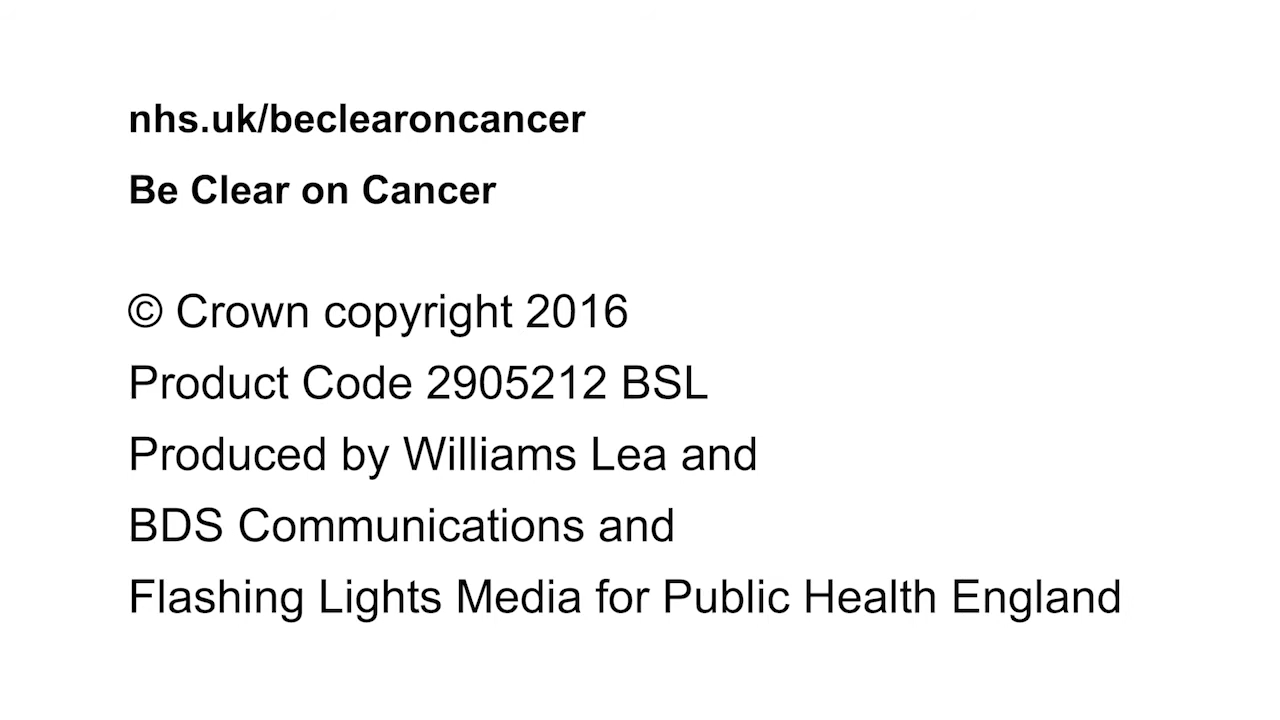 nhs.uk/beclearoncancer
Be Clear on Cancer
© Crown copyright 2016
Product Code 2905212 BSL
Produced by Williams Lea and
BDS Communications and
Flashing Lights Media for Public Health England